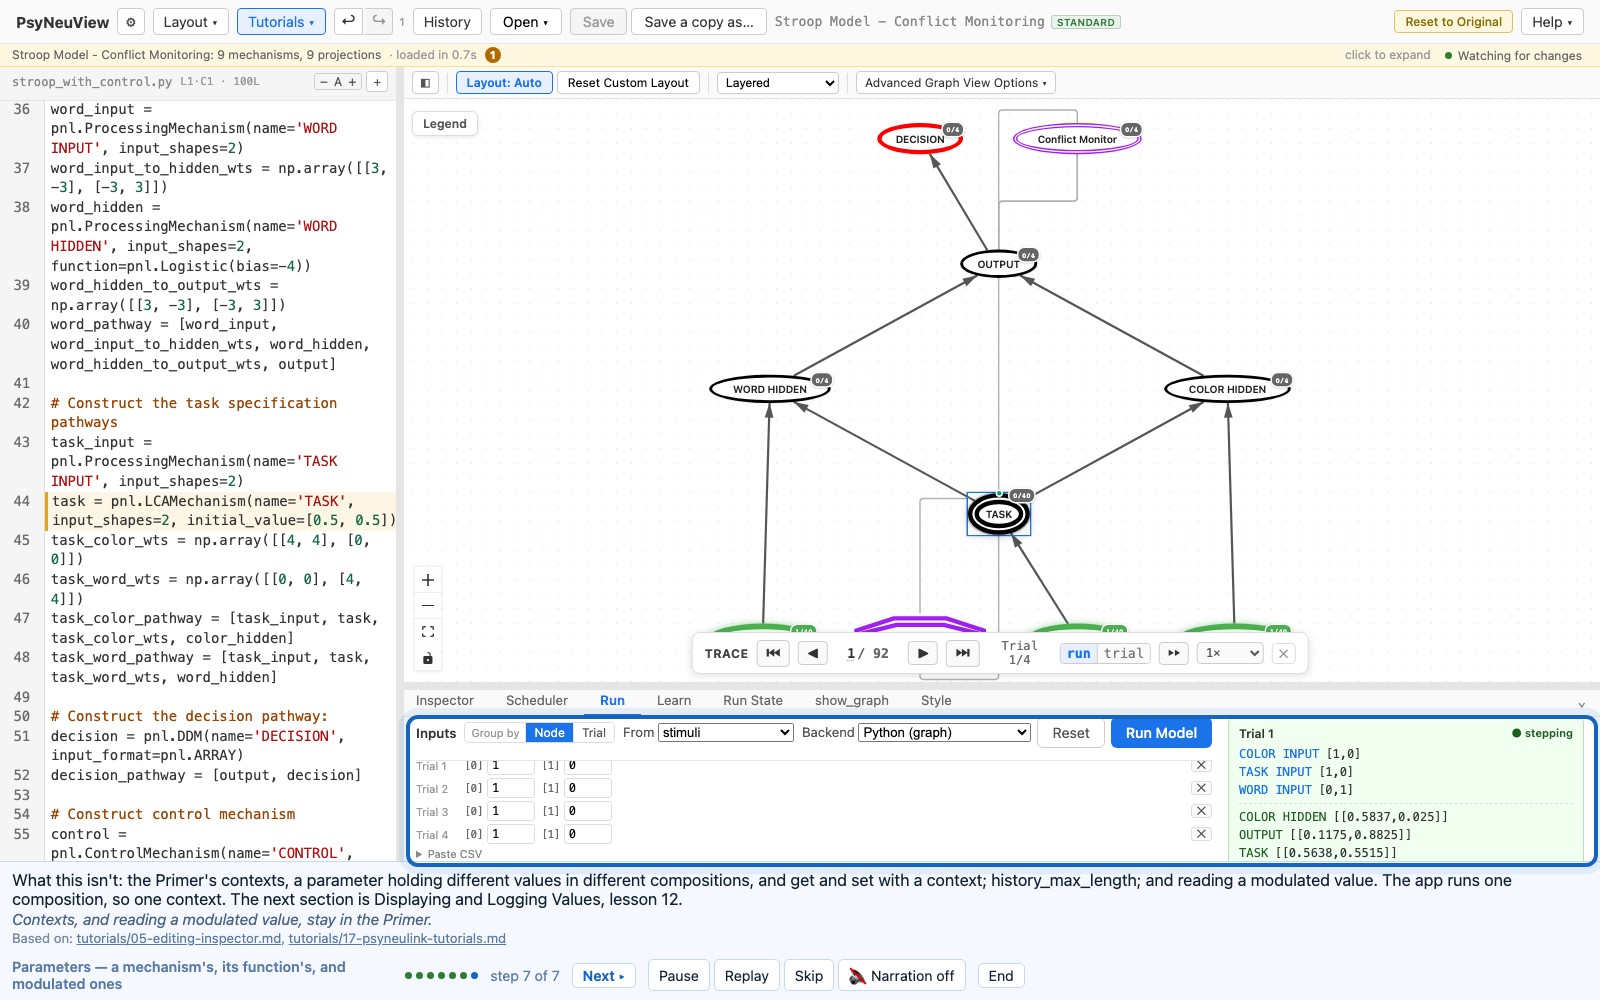 PsyNeuView
⚙
Layout ▾
Tutorials ▾
↩
↪
1
History
Open ▾
Save
Save a copy as...
Stroop Model – Conflict Monitoring
STANDARD
Reset to Original
Help ▾
Stroop Model - Conflict Monitoring: 9 mechanisms, 9 projections · loaded in 0.7s
1
click to expand
Watching for changes
stroop_with_control.py L1·C1 · 100L
− A +
+
Layout: Auto
Reset Custom Layout
Layered
Advanced Graph View Options ▾
36 word_input =
pnl.ProcessingMechanism(name='WORD
INPUT', input_shapes=2)
37 word_input_to_hidden_wts = np.array([[3,
-3], [-3, 3]])
38 word_hidden =
pnl.ProcessingMechanism(name='WORD
HIDDEN', input_shapes=2,
function=pnl.Logistic(bias=-4))
39 word_hidden_to_output_wts =
np.array([[3, -3], [-3, 3]])
40 word_pathway = [word_input,
word_input_to_hidden_wts, word_hidden,
word_hidden_to_output_wts, output]
41
42 # Construct the task specification
pathways
43 task_input =
pnl.ProcessingMechanism(name='TASK
INPUT', input_shapes=2)
44 task = pnl.LCAMechanism(name='TASK',
input_shapes=2, initial_value=[0.5, 0.5])
45 task_color_wts = np.array([[4, 4], [0,
0]])
46 task_word_wts = np.array([[0, 0], [4,
4]])
47 task_color_pathway = [task_input, task,
task_color_wts, color_hidden]
48 task_word_pathway = [task_input, task,
task_word_wts, word_hidden]
49
50 # Construct the decision pathway:
51 decision = pnl.DDM(name='DECISION',
input_format=pnl.ARRAY)
52 decision_pathway = [output, decision]
53
54 # Construct control mechanism
55 control =
pnl.ControlMechanism(name='CONTROL',
Legend
DECISION
0/4
Conflict Monitor
0/4
OUTPUT
0/4
WORD HIDDEN
0/4
COLOR HIDDEN
0/4
TASK
0/40
TRACE
1 / 92
Trial
1/4
run
trial
1×
Inspector
Scheduler
Run
Learn
Run State
show_graph
Style
Inputs
Group by
Node
Trial
From
stimuli
Backend
Python (graph)
Reset
Run Model
Trial 1 [0] 1 [1] 0
Trial 2 [0] 1 [1] 0
Trial 3 [0] 1 [1] 0
Trial 4 [0] 1 [1] 0
▸ Paste CSV
Trial 1
stepping
COLOR INPUT [1,0]
TASK INPUT [1,0]
WORD INPUT [0,1]
COLOR HIDDEN [[0.5837,0.025]]
OUTPUT [[0.1175,0.8825]]
TASK [[0.5638,0.5515]]
What this isn't: the Primer's contexts, a parameter holding different values in different compositions, and get and set with a context; history_max_length; and reading a modulated value. The app runs one
composition, so one context. The next section is Displaying and Logging Values, lesson 12.
Contexts, and reading a modulated value, stay in the Primer.
Based on: tutorials/05-editing-inspector.md, tutorials/17-psyneulink-tutorials.md
Parameters — a mechanism's, its function's, and
modulated ones
step 7 of 7
Next ▸
Pause
Replay
Skip
Narration off
End